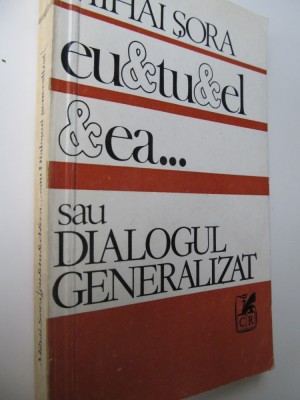 MIHAI ȘORA
eu&tu&el
&ea...
sau
DIALOGUL
GENERALIZAT
CR